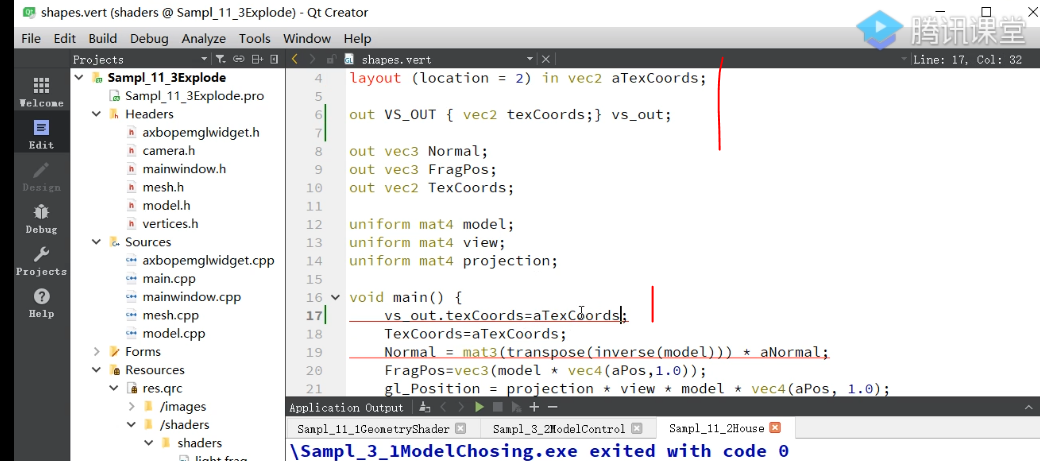 shapes.vert (shaders @ Sampl_11_3Explode) - Qt Creator
腾讯课堂
File Edit Build Debug Analyze Tools Window Help
Projects
shapes.vert
Line: 17, Col: 32
Welcome
Edit
Design
Debug
Projects
Help
Sampl_11_3Explode
Sampl_11_3Explode.pro
Headers
axbopemglwidget.h
camera.h
mainwindow.h
mesh.h
model.h
vertices.h
Sources
axbopemglwidget.cpp
main.cpp
mainwindow.cpp
mesh.cpp
model.cpp
Forms
Resources
res.qrc
/images
/shaders
shaders
light.frag
4 layout (location = 2) in vec2 aTexCoords;
5
6 out VS_OUT { vec2 texCoords;} vs_out;
7
8 out vec3 Normal;
9 out vec3 FragPos;
10 out vec2 TexCoords;
11
12 uniform mat4 model;
13 uniform mat4 view;
14 uniform mat4 projection;
15
16 void main() {
17 vs_out.texCoords=aTexCoords;
18 TexCoords=aTexCoords;
19 Normal = mat3(transpose(inverse(model))) * aNormal;
20 FragPos=vec3(model * vec4(aPos,1.0));
21 gl_Position = projection * view * model * vec4(aPos, 1.0);
Application Output
Sampl_11_1GeometryShader
Sampl_3_2ModelControl
Sampl_11_2House
\Sampl_3_1ModelChosing.exe exited with code 0